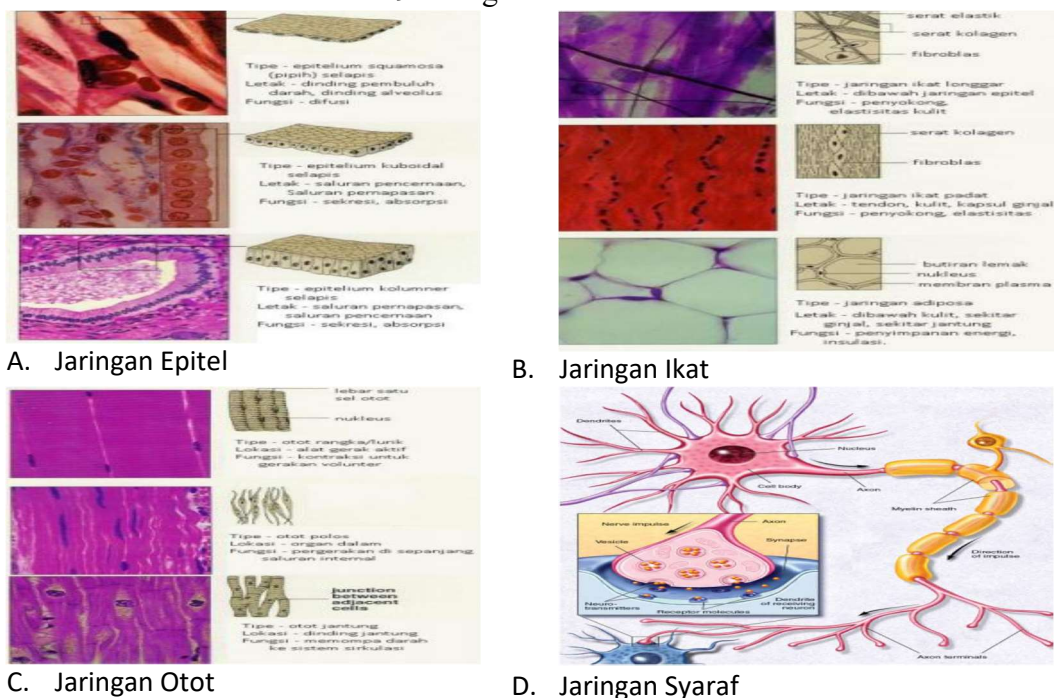 Tipe - epitelium squamosa
(pipih) selapis
Letak - dinding pembuluh
darah, dinding alveolus
Fungsi - difusi
Tipe - epitelium kuboidal
selapis
Letak - saluran pencernaan,
Saluran pernapasan
Fungsi - sekresi, absorpsi
Tipe - epitelium kolumner
selapis
Letak - saluran pernapasan,
saluran pencernaan
Fungsi - sekresi, absorpsi
A. Jaringan Epitel
serat elastik
serat kolagen
fibroblas
Tipe - jaringan ikat longgar
Letak - dibawah jaringan epitel
Fungsi - penyokong,
elastisitas kulit
serat kolagen
fibroblas
Tipe - jaringan ikat padat
Letak - tendon, kulit, kapsul ginjal
Fungsi - penyokong, elastisitas
butiran lemak
nukleus
membran plasma
Tipe - jaringan adiposa
Letak - dibawah kulit, sekitar
ginjal, sekitar jantung
Fungsi - penyimpanan energi,
insulasi.
B. Jaringan Ikat
lebar satu
sel otot
nukleus
Tipe - otot rangka/lurik
Lokasi - alat gerak aktif
Fungsi - kontraksi untuk
gerakan volunter
Tipe - otot polos
Lokasi - organ dalam
Fungsi - pergerakan di sepanjang
saluran internal
junction
between
adjacent
cells
Tipe - otot jantung
Lokasi - dinding jantung
Fungsi - memompa darah
ke sistem sirkulasi
C. Jaringan Otot
Dendrites
Nucleus
Cell body
Axon
Myelin sheath
Direction
of impulse
Nerve impulse
Axon
Vesicle
Synapse
Neuro-
transmitters
Receptor molecules
Dendrite
of receiving
neuron
Axon terminals
D. Jaringan Syaraf